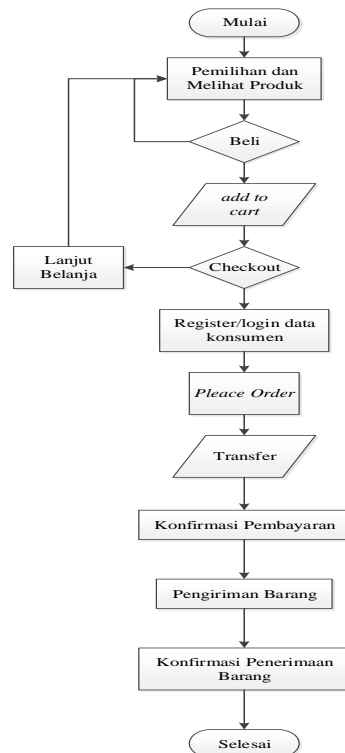 Mulai
Pemilihan dan
Melihat Produk
Beli
add to
cart
Lanjut
Belanja
Checkout
Register/login data
konsumen
Pleace Order
Transfer
Konfirmasi Pembayaran
Pengiriman Barang
Konfirmasi Penerimaan
Barang
Selesai